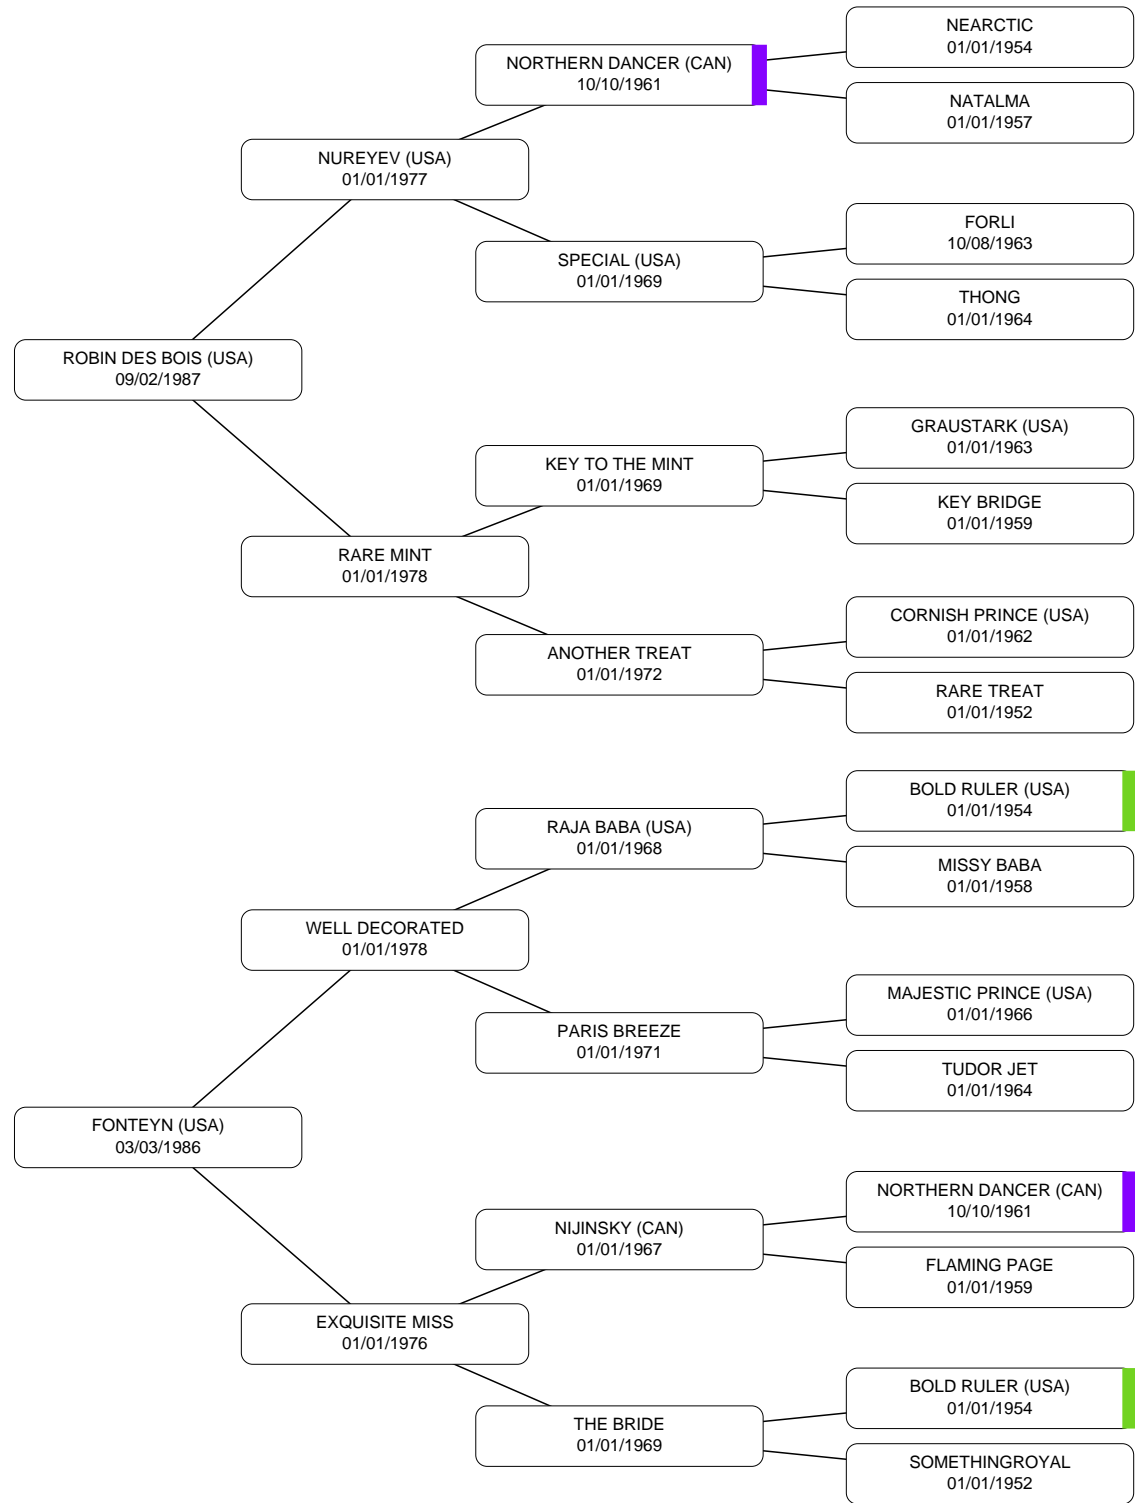 NEARCTIC
01/01/1954
NORTHERN DANCER (CAN)
10/10/1961
NATALMA
01/01/1957
NUREYEV (USA)
01/01/1977
FORLI
10/08/1963
SPECIAL (USA)
01/01/1969
THONG
01/01/1964
ROBIN DES BOIS (USA)
09/02/1987
GRAUSTARK (USA)
01/01/1963
KEY TO THE MINT
01/01/1969
KEY BRIDGE
01/01/1959
RARE MINT
01/01/1978
CORNISH PRINCE (USA)
01/01/1962
ANOTHER TREAT
01/01/1972
RARE TREAT
01/01/1952
BOLD RULER (USA)
01/01/1954
RAJA BABA (USA)
01/01/1968
MISSY BABA
01/01/1958
WELL DECORATED
01/01/1978
MAJESTIC PRINCE (USA)
01/01/1966
PARIS BREEZE
01/01/1971
TUDOR JET
01/01/1964
FONTEYN (USA)
03/03/1986
NORTHERN DANCER (CAN)
10/10/1961
NIJINSKY (CAN)
01/01/1967
FLAMING PAGE
01/01/1959
EXQUISITE MISS
01/01/1976
BOLD RULER (USA)
01/01/1954
THE BRIDE
01/01/1969
SOMETHINGROYAL
01/01/1952